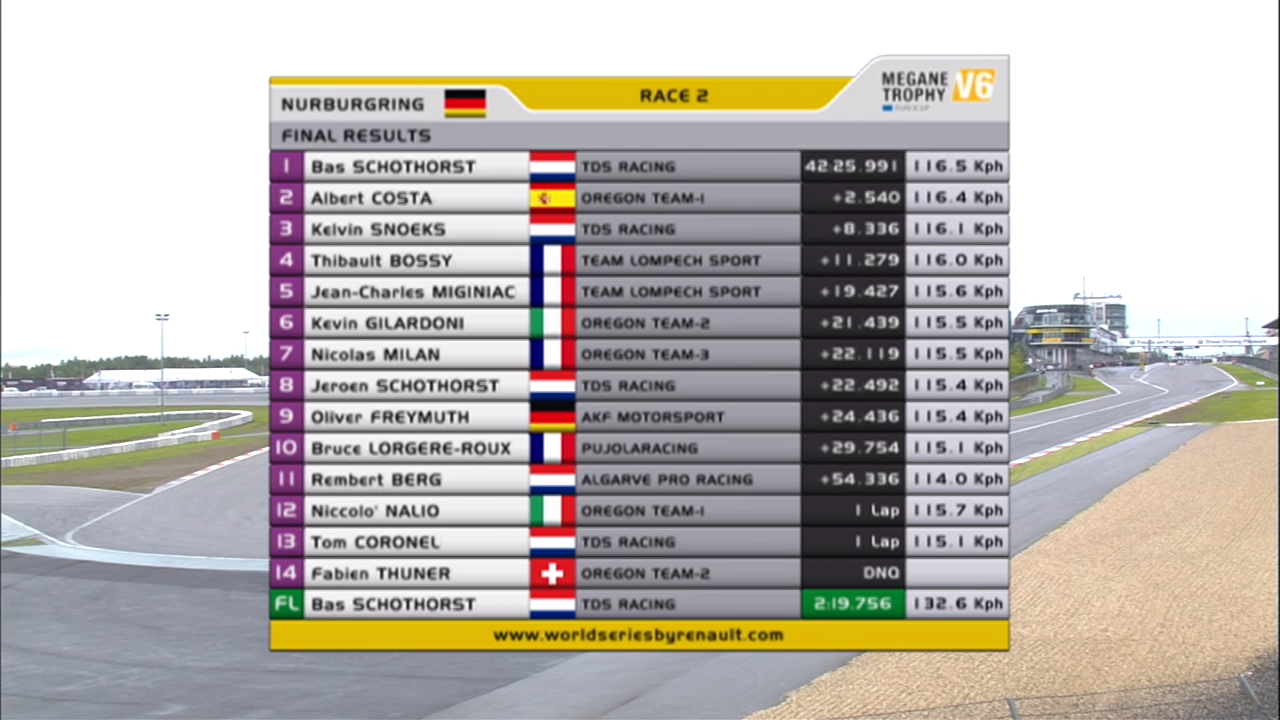 NURBURGRING
RACE 2
MEGANE
TROPHY V6
FINAL RESULTS
1 Bas SCHOTHORST TDS RACING 42:25.991 116.5 Kph
2 Albert COSTA OREGON TEAM-1 +2.540 116.4 Kph
3 Kelvin SNOEKS TDS RACING +8.336 116.1 Kph
4 Thibault BOSSY TEAM LOMPECH SPORT +11.279 116.0 Kph
5 Jean-Charles MIGINIAC TEAM LOMPECH SPORT +19.427 115.6 Kph
6 Kevin GILARDONI OREGON TEAM-2 +21.439 115.5 Kph
7 Nicolas MILAN OREGON TEAM-3 +22.119 115.5 Kph
8 Jeroen SCHOTHORST TDS RACING +22.492 115.4 Kph
9 Oliver FREYMUTH AKF MOTORSPORT +24.436 115.4 Kph
10 Bruce LORGERE-ROUX PUJOLARACING +29.754 115.1 Kph
11 Rembert BERG ALGARVE PRO RACING +54.336 114.0 Kph
12 Niccolo' NALIO OREGON TEAM-1 1 Lap 115.7 Kph
13 Tom CORONEL TDS RACING 1 Lap 115.1 Kph
14 Fabien THUNER OREGON TEAM-2 DNQ
FL Bas SCHOTHORST TDS RACING 2:19.756 132.6 Kph
www.worldseriesbyrenault.com